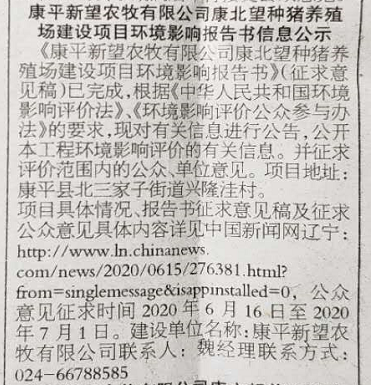 康平新望农牧有限公司康北望种猪养殖
场建设项目环境影响报告书信息公示
《康平新望农牧有限公司康北望种猪养
殖场建设项目环境影响报告书》(征求意
见稿)已完成,根据《中华人民共和国环境
影响评价法》、《环境影响评价公众参与办
法》的要求,现对有关信息进行公告,公开
本工程环境影响评价的有关信息。并征求
评价范围内的公众、单位意见。项目地址:
康平县北三家子街道兴隆洼村。
项目具体情况、报告书征求意见稿及征求
公众意见具体内容详见中国新闻网辽宁:
http://www.ln.chinanews.
com/news/2020/0615/276381.html?
from=singlemessage&isappinstalled=0,公众
意见征求时间 2020 年 6 月 16 日至 2020
年 7 月 1 日。建设单位名称:康平新望农
牧有限公司联系人:魏经理联系方式:
024-66788585